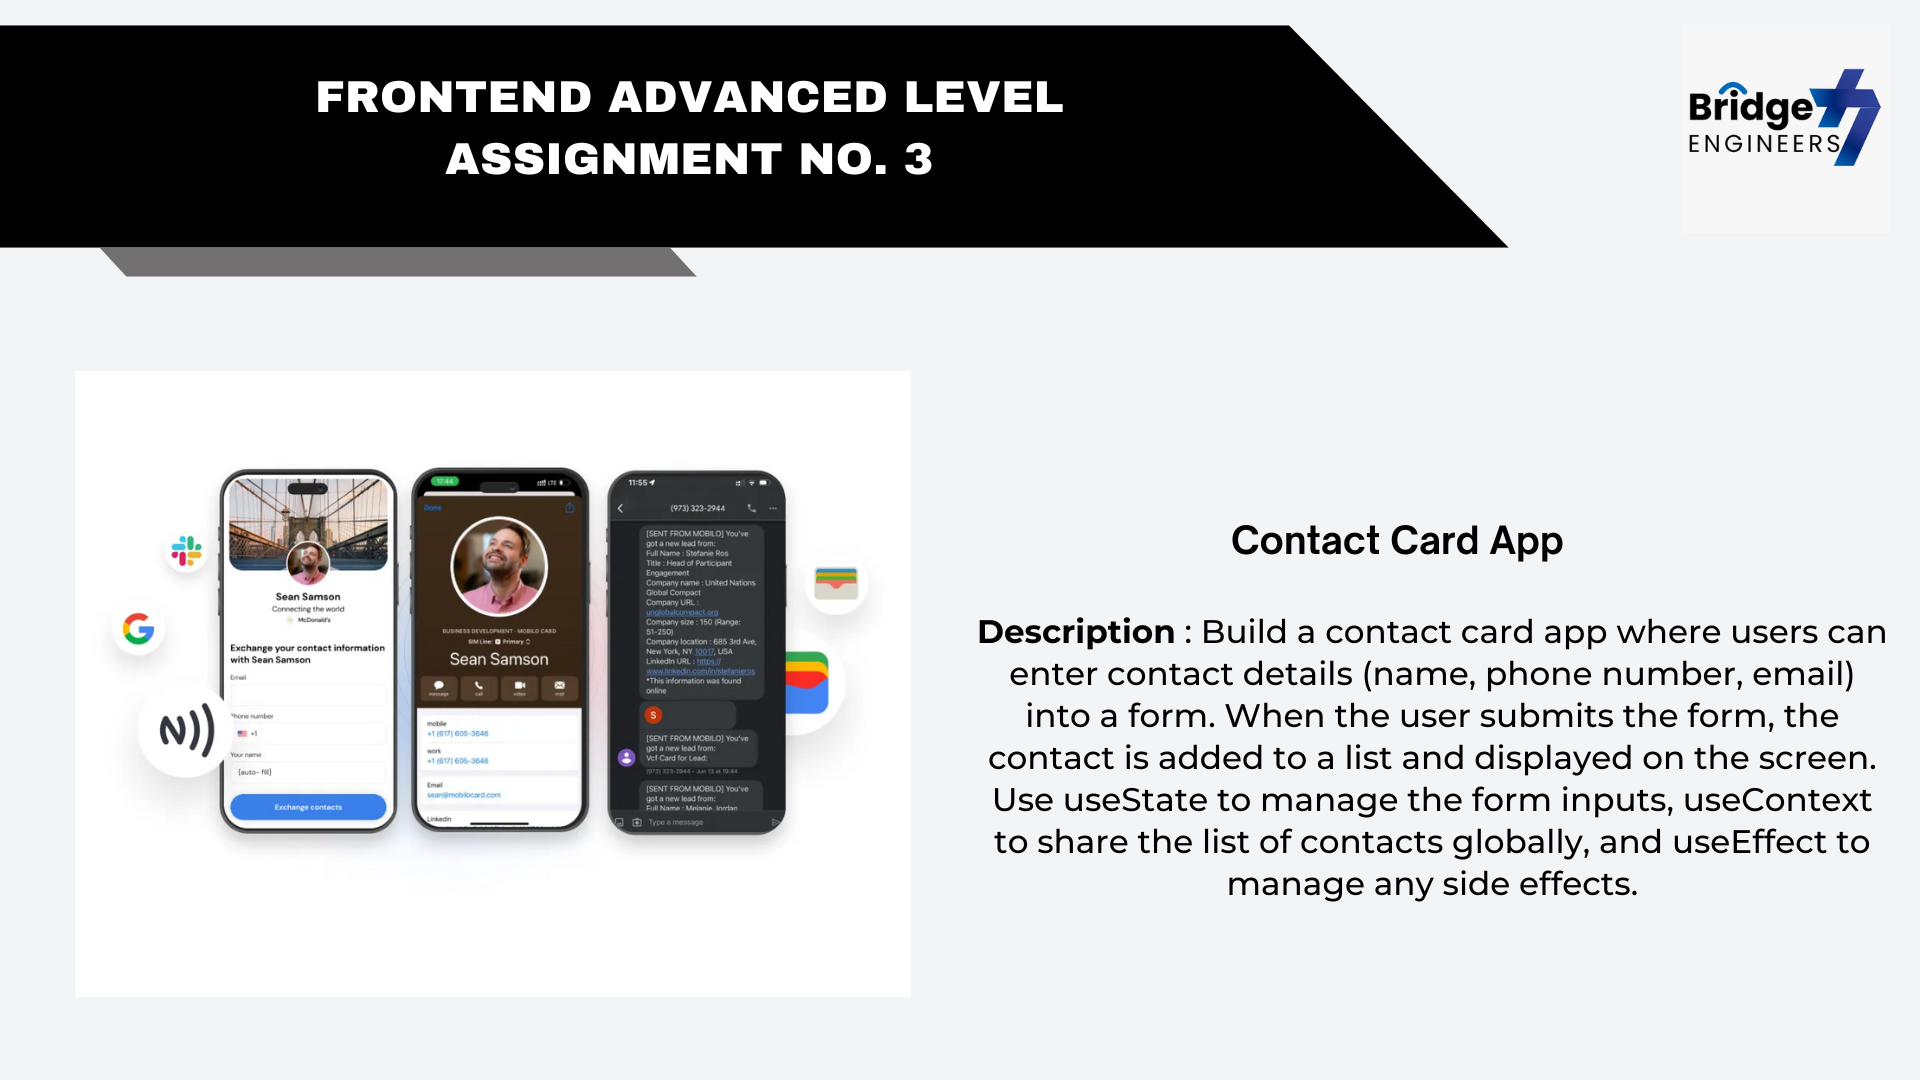 FRONTEND ADVANCED LEVEL
ASSIGNMENT NO. 3
Bridge
ENGINEERS
Sean Samson
Connecting the world
McDonald's
Exchange your contact information
with Sean Samson
Email
Phone number
+1
Your name
{auto- fill}
Exchange contacts
17:44
LTE
Done
BUSINESS DEVELOPMENT - MOBILO CARD
SIM Line: Primary
Sean Samson
message
call
video
mail
mobile
+1 (617) 605-3646
work
+1 (617) 605-3646
Email
sean@mobilocard.com
LinkedIn
11:55
(973) 323-2944
[SENT FROM MOBILO] You've
got a new lead from:
Full Name : Stefanie Ros
Title : Head of Participant
Engagement
Company name : United Nations
Global Compact
Company URL :
unglobalcompact.org
Company size : 150 (Range:
51-250)
Company location : 685 3rd Ave,
New York, NY 10017, USA
LinkedIn URL : https://
www.linkedin.com/in/stefanieros
*This information was found
online
S
[SENT FROM MOBILO] You've
got a new lead from:
Vcf Card for Lead:
(973) 323-2944 • Jun 13 at 19:44
[SENT FROM MOBILO] You've
got a new lead from:
Full Name : Melanie Jordan
Type a message
Contact Card App
Description : Build a contact card app where users can
enter contact details (name, phone number, email)
into a form. When the user submits the form, the
contact is added to a list and displayed on the screen.
Use useState to manage the form inputs, useContext
to share the list of contacts globally, and useEffect to
manage any side effects.